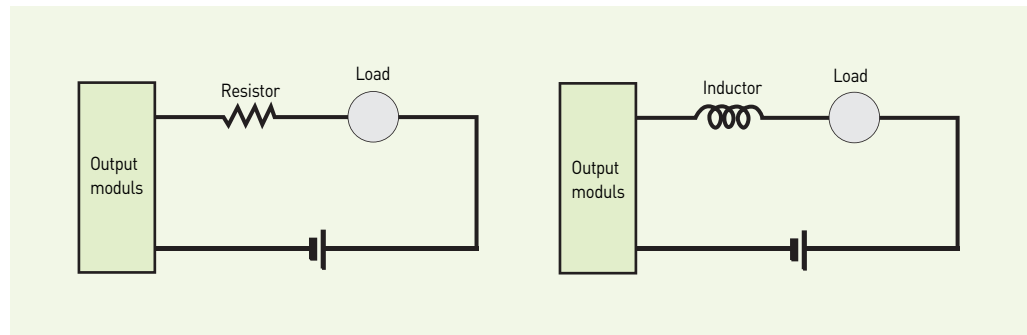 Resistor
Load
Output
moduls
Inductor
Load
Output
moduls